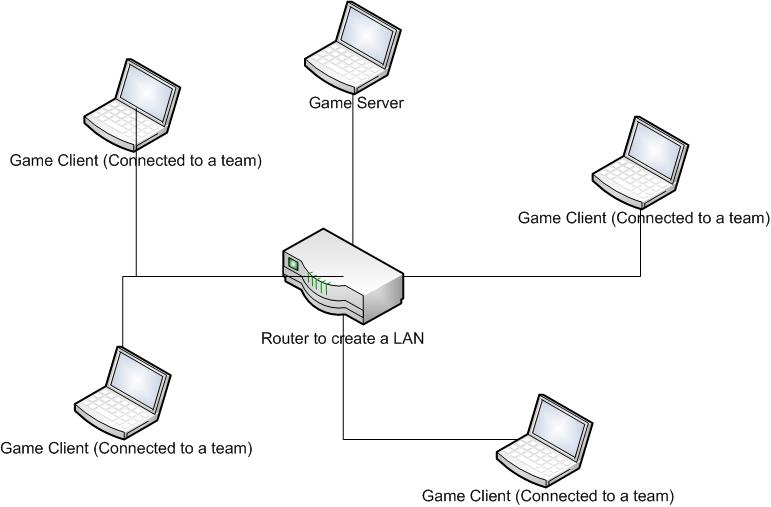 Game Server
Game Client (Connected to a team)
Game Client (Connected to a team)
Router to create a LAN
Game Client (Connected to a team)
Game Client (Connected to a team)